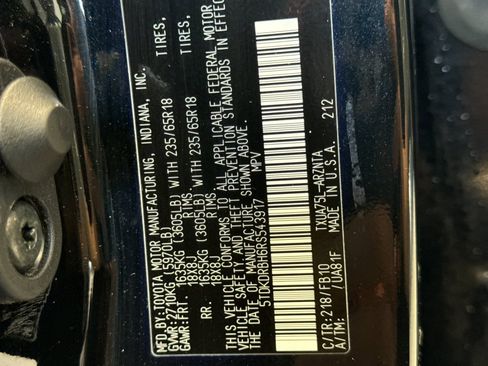 MFD.BY:TOYOTA MOTOR MANUFACTURING, INDIANA, INC.
GVWR:2710KG (5970LB)
GAWR:FRT. 1635KG (3605LB) WITH 235/65R18 TIRES,
18X8J RIMS
RR. 1635KG (3605LB) WITH 235/65R18 TIRES,
18X8J RIMS
THIS VEHICLE CONFORMS TO ALL APPLICABLE FEDERAL MOTOR
VEHICLE SAFETY AND THEFT PREVENTION STANDARDS IN EFFECT ON
THE DATE OF MANUFACTURE SHOWN ABOVE.
5TDKDRBH6RS543917 MPV
C/TR:218/FB10 TXUA75L-ARZNTA
A/TM: /UA81F MADE IN U.S.A. 212